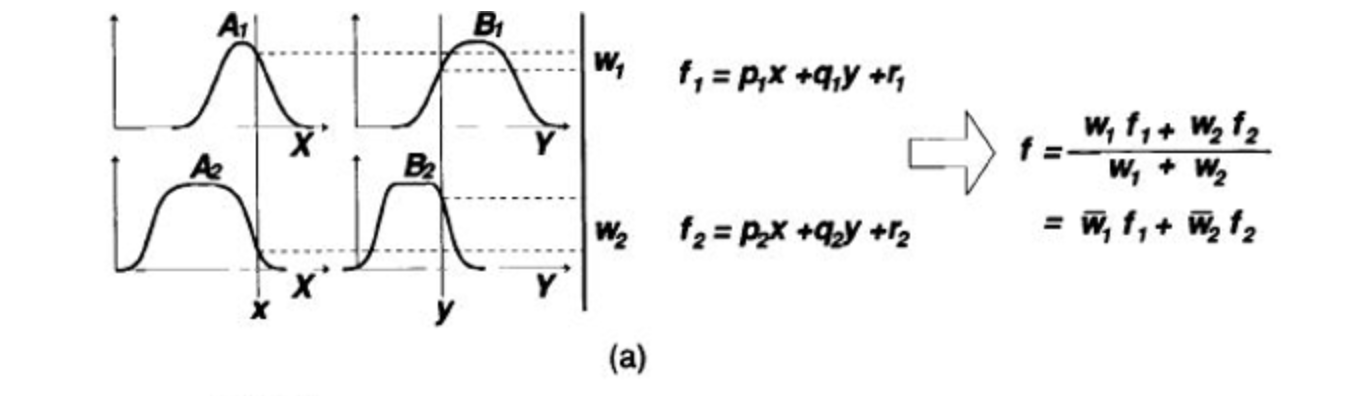 A₁ B₁
w₁ f₁ = p₁x +q₁y +r₁
X Y
f = w₁ f₁ + w₂ f₂ / w₁ + w₂
A₂ B₂
w₂ f₂ = p₂x +q₂y +r₂
= w̅₁ f₁ + w̅₂ f₂
X Y
x y
(a)